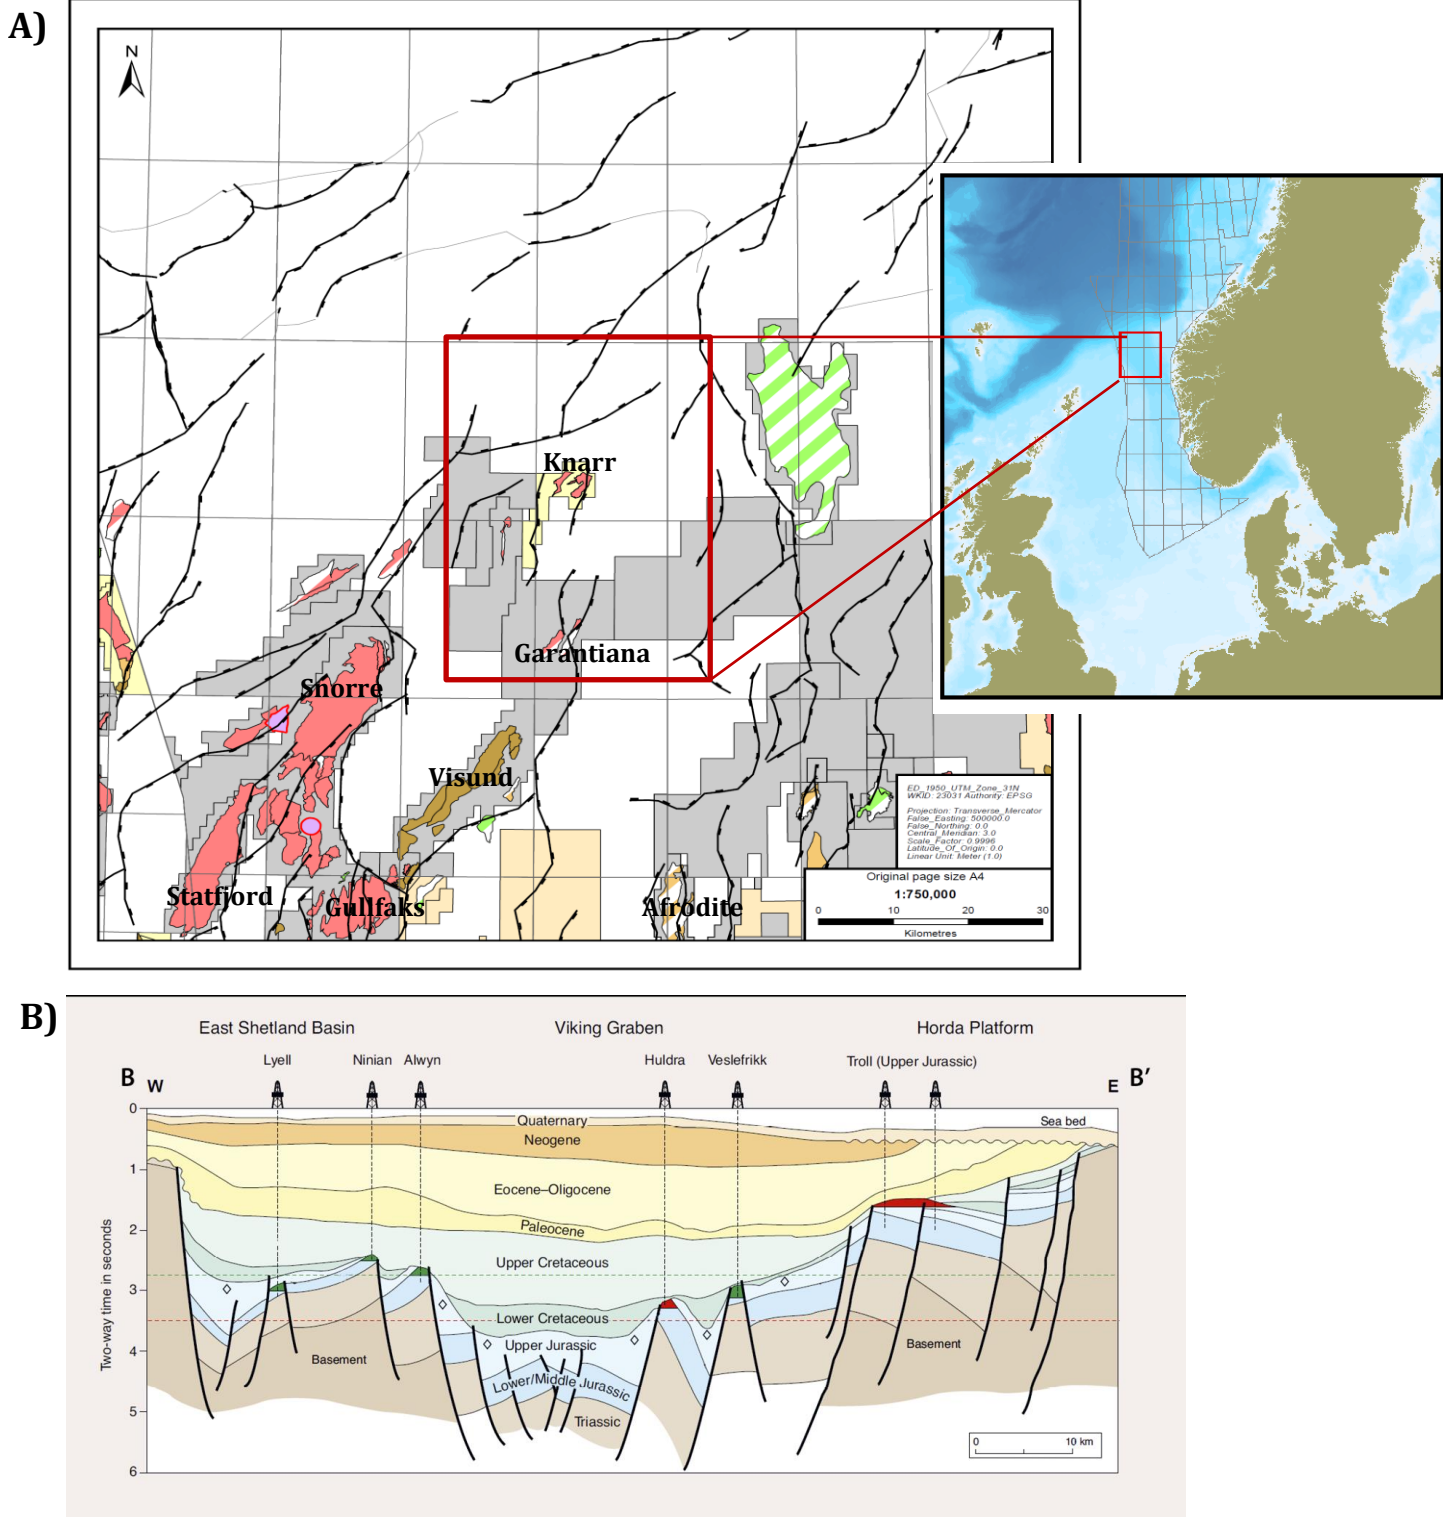 A)
N
Knarr
Garantiana
Snorre
Visund
Statfjord
Gullfaks
Afrodite
ED_1950_UTM_Zone_31N
WKID: 23031 Authority: EPSG
Projection: Transverse_Mercator
False_Easting: 500000.0
False_Northing: 0.0
Central_Meridian: 3.0
Scale_Factor: 0.9996
Latitude_Of_Origin: 0.0
Linear Unit: Meter (1.0)
Original page size A4
1:750,000
0 10 20 30
Kilometres
B)
East Shetland Basin Viking Graben Horda Platform
Lyell Ninian Alwyn Huldra Veslefrikk Troll (Upper Jurassic)
B W E B′
0
1
2
3
4
5
6
Two-way time in seconds
Quaternary
Sea bed
Neogene
Eocene–Oligocene
Paleocene
Upper Cretaceous
Lower Cretaceous
Upper Jurassic
Basement
Basement
Lower/Middle Jurassic
Triassic
0 10 km